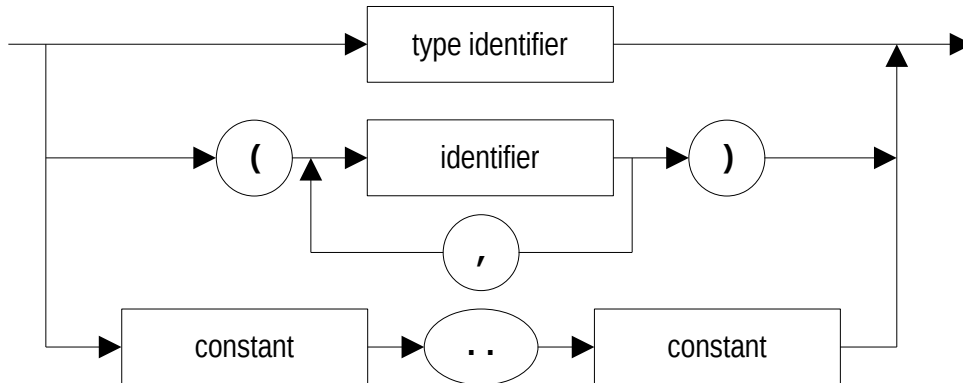 type identifier
( identifier )
,
constant .. constant